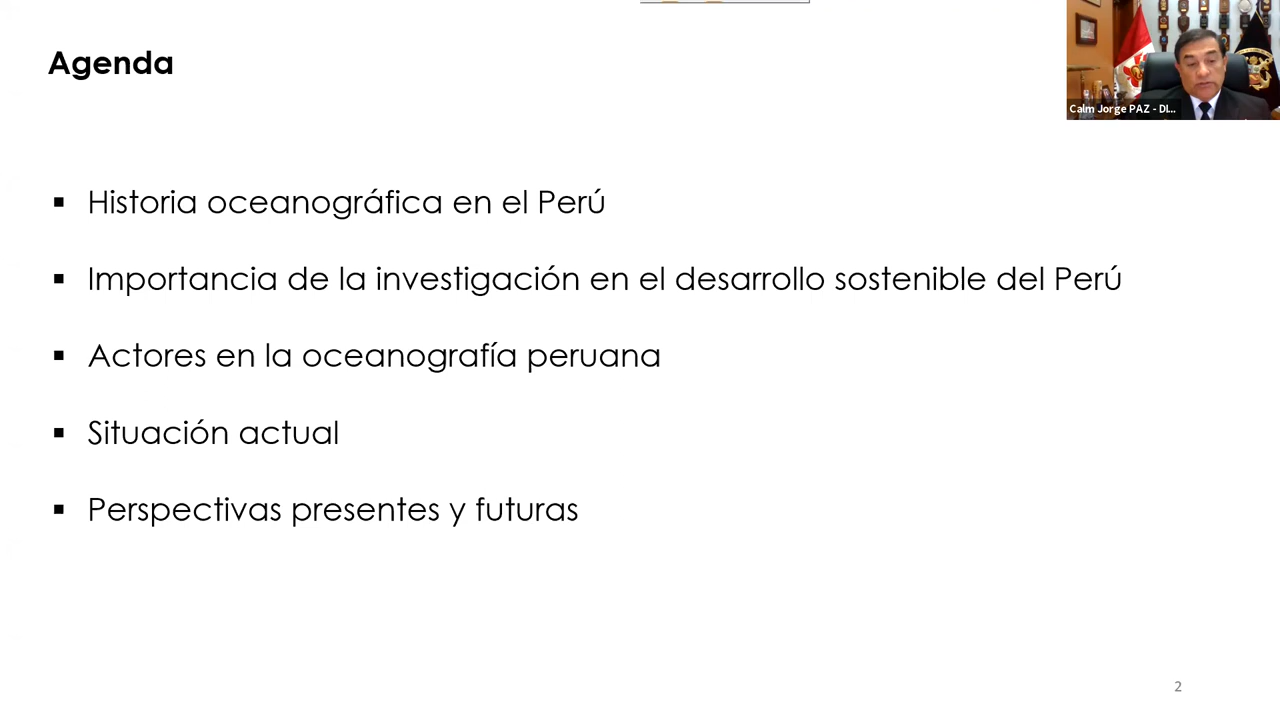 Agenda
Calm Jorge PAZ - DI...
▪ Historia oceanográfica en el Perú
▪ Importancia de la investigación en el desarrollo sostenible del Perú
▪ Actores en la oceanografía peruana
▪ Situación actual
▪ Perspectivas presentes y futuras
2